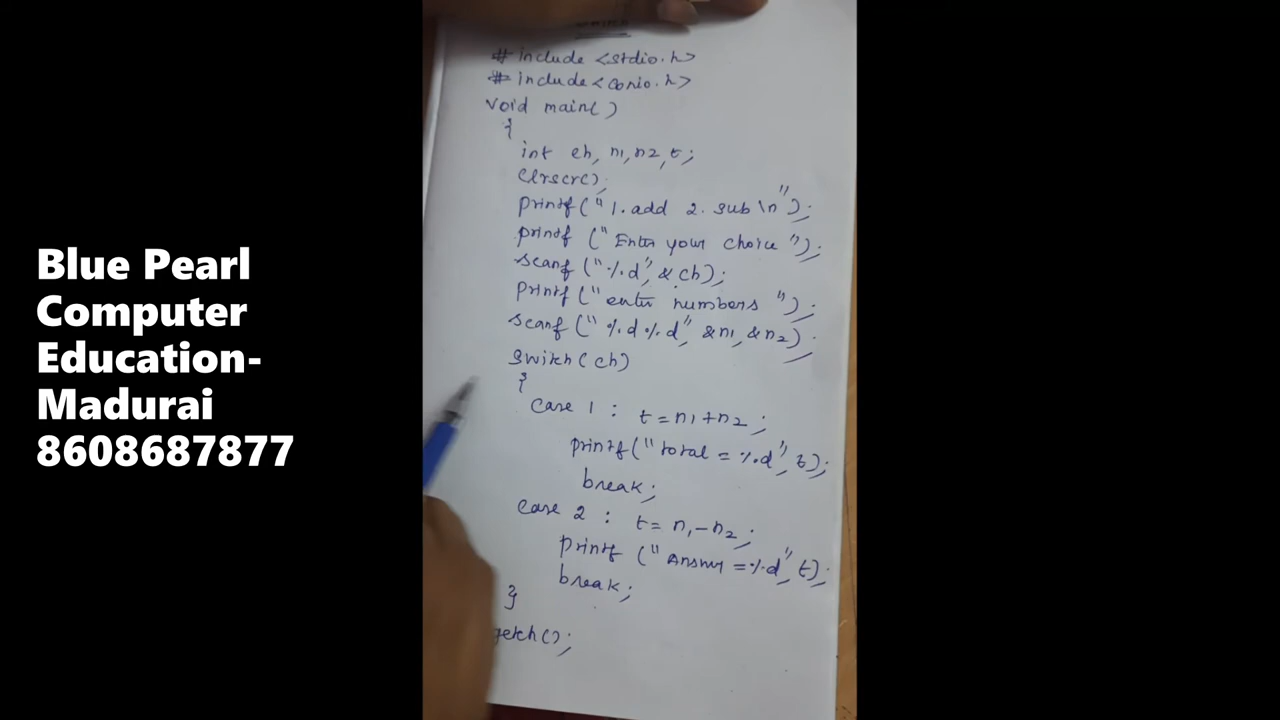 Blue Pearl
Computer
Education-
Madurai
8608687877
# include <stdio.h>
# include <conio.h>
void main()
{
int ch, n1, n2, t;
clrscr();
printf("1.add 2. sub \n");
printf ("Enter your choice ");
scanf ("%d", &ch);
printf("enter numbers ");
scanf ("%d%d", &n1, &n2);
switch(ch)
{
case 1 : t=n1+n2 ;
printf("total = %d", t);
break;
case 2 : t= n1-n2 ;
printf ("Answer =%d", t);
break;
}
getch();